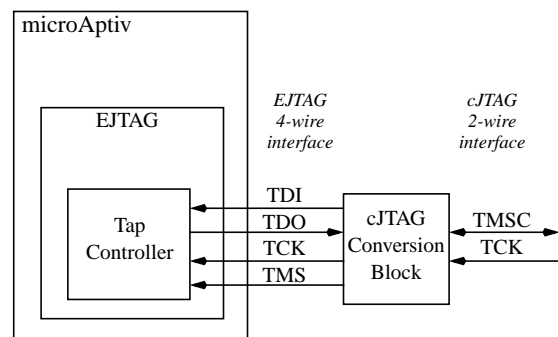 microAptiv
EJTAG
4-wire
interface
cJTAG
2-wire
interface
EJTAG
Tap
Controller
TDI
TDO
TCK
TMS
cJTAG
Conversion
Block
TMSC
TCK